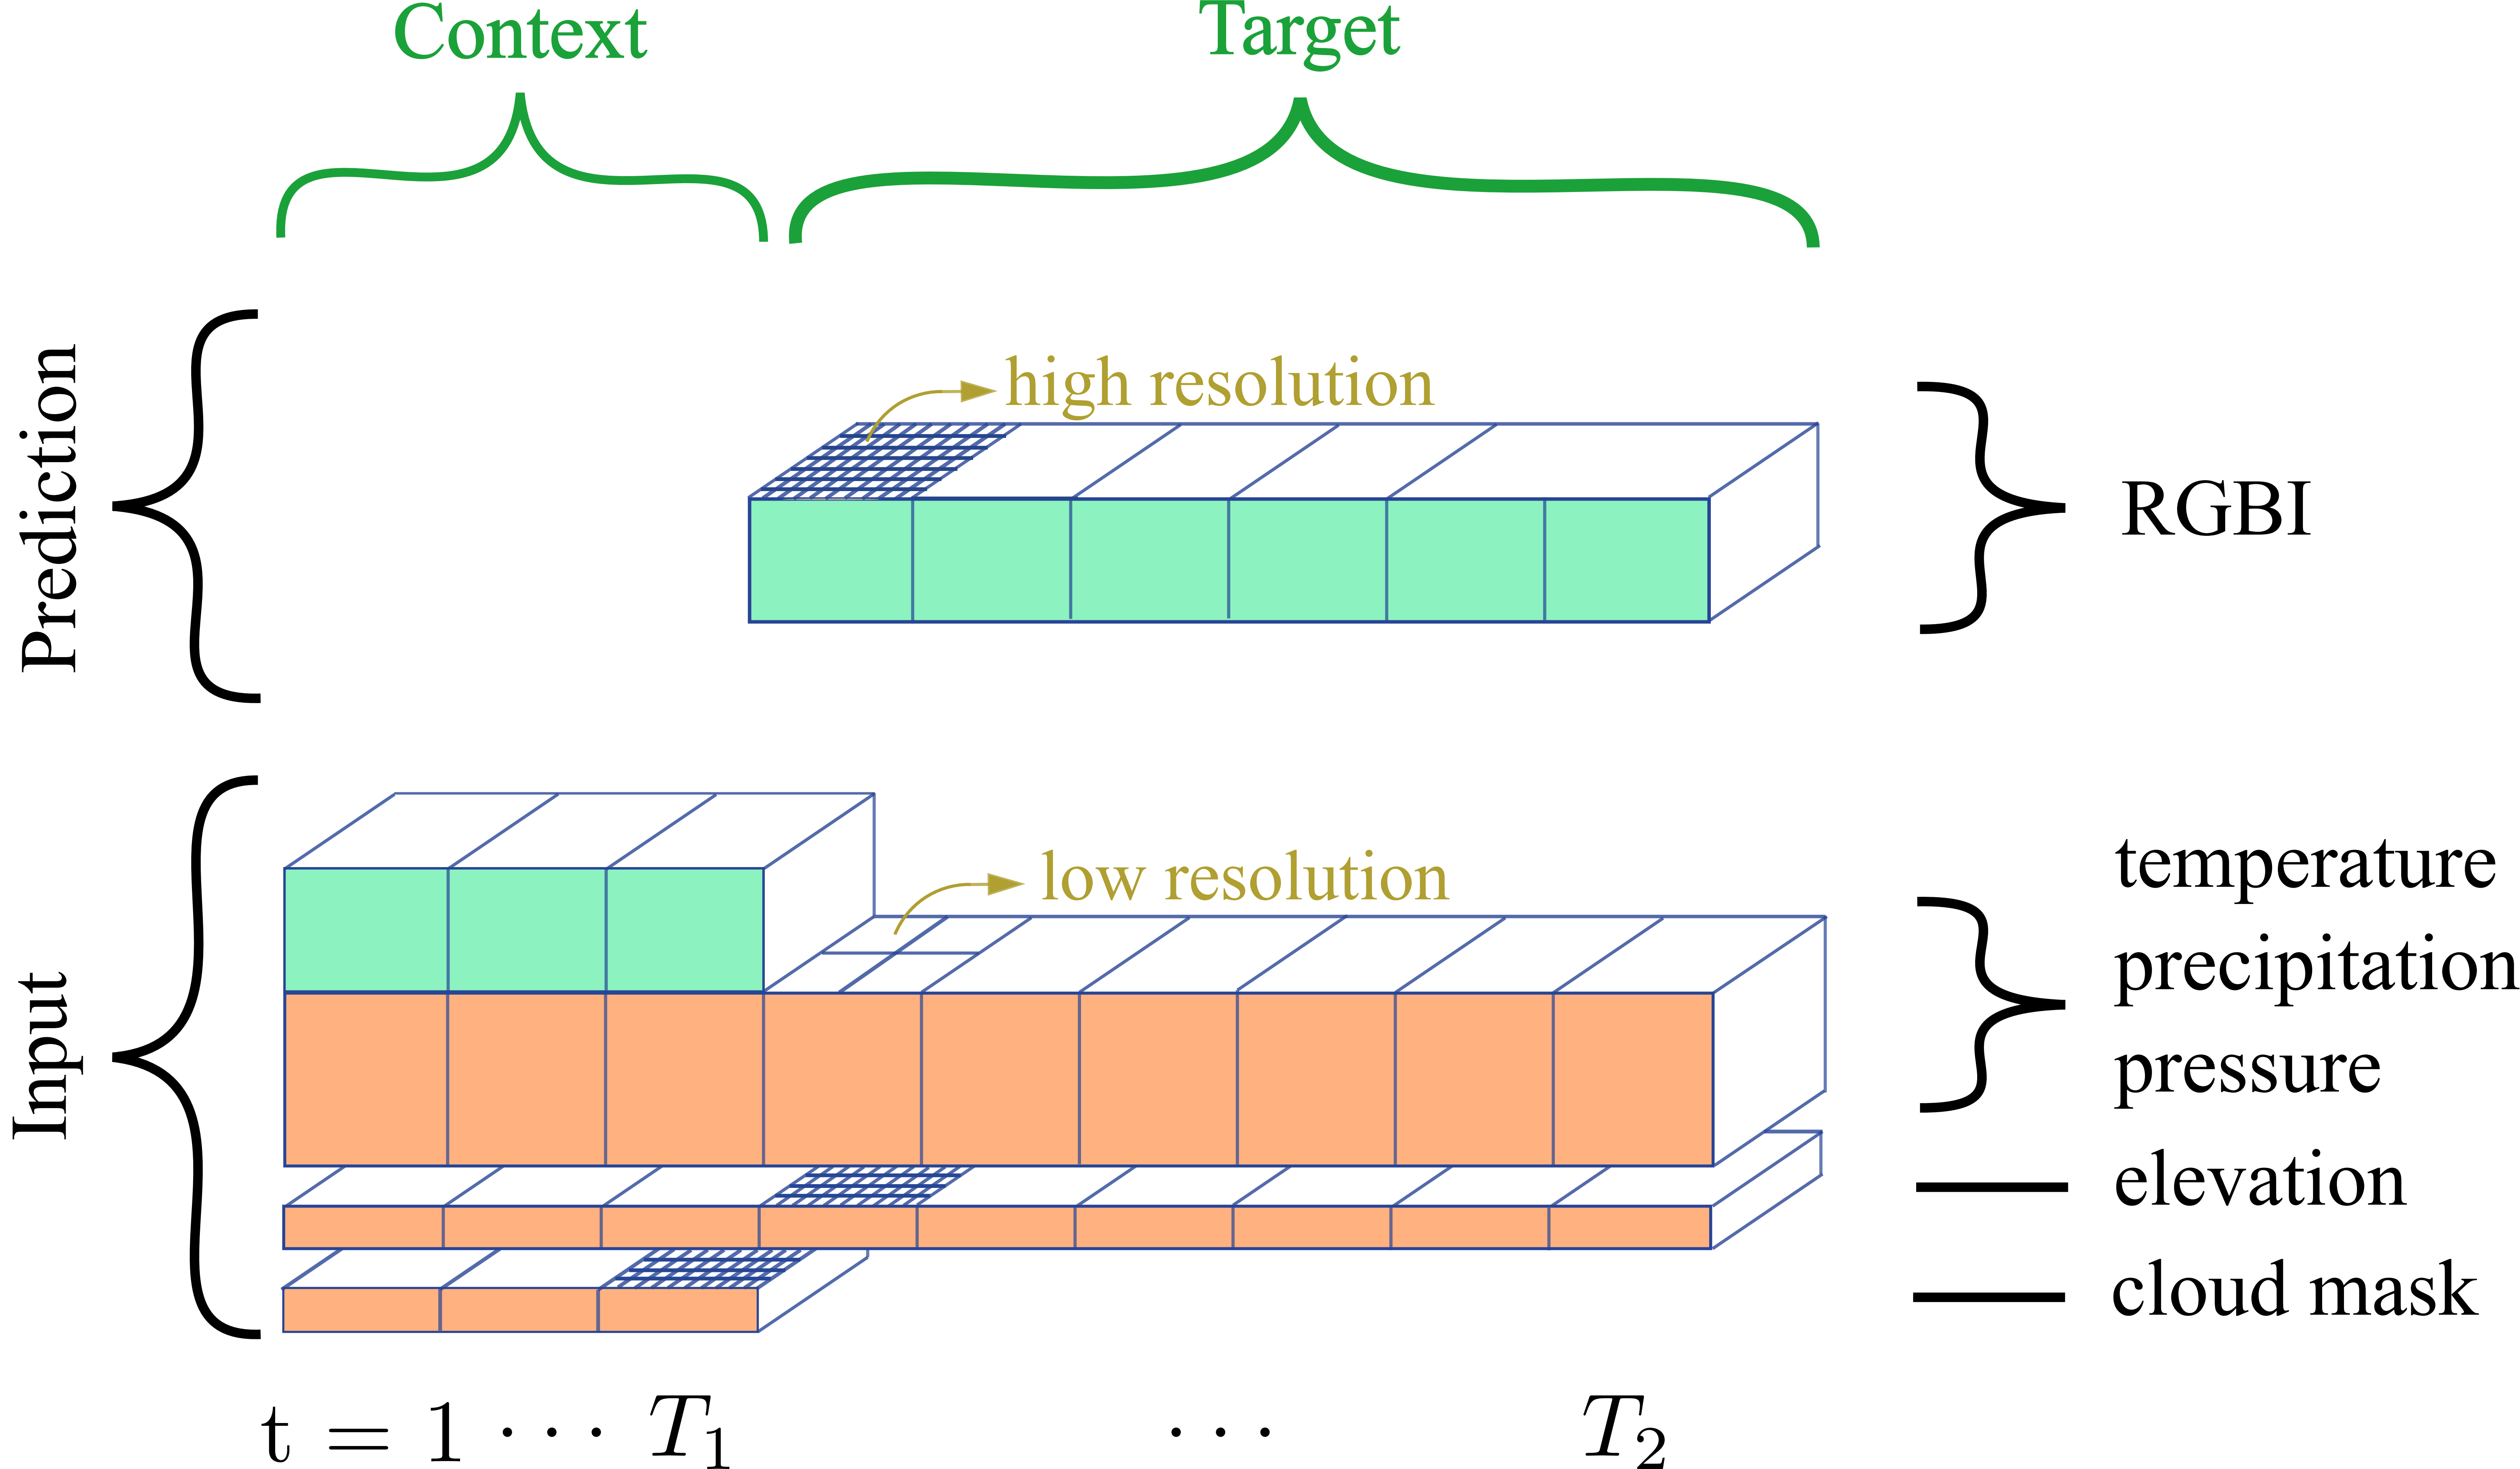 Context
Target
Prediction
high resolution
RGBI
Input
low resolution
temperature
precipitation
pressure
elevation
cloud mask
t = 1 ··· T₁ ··· T₂